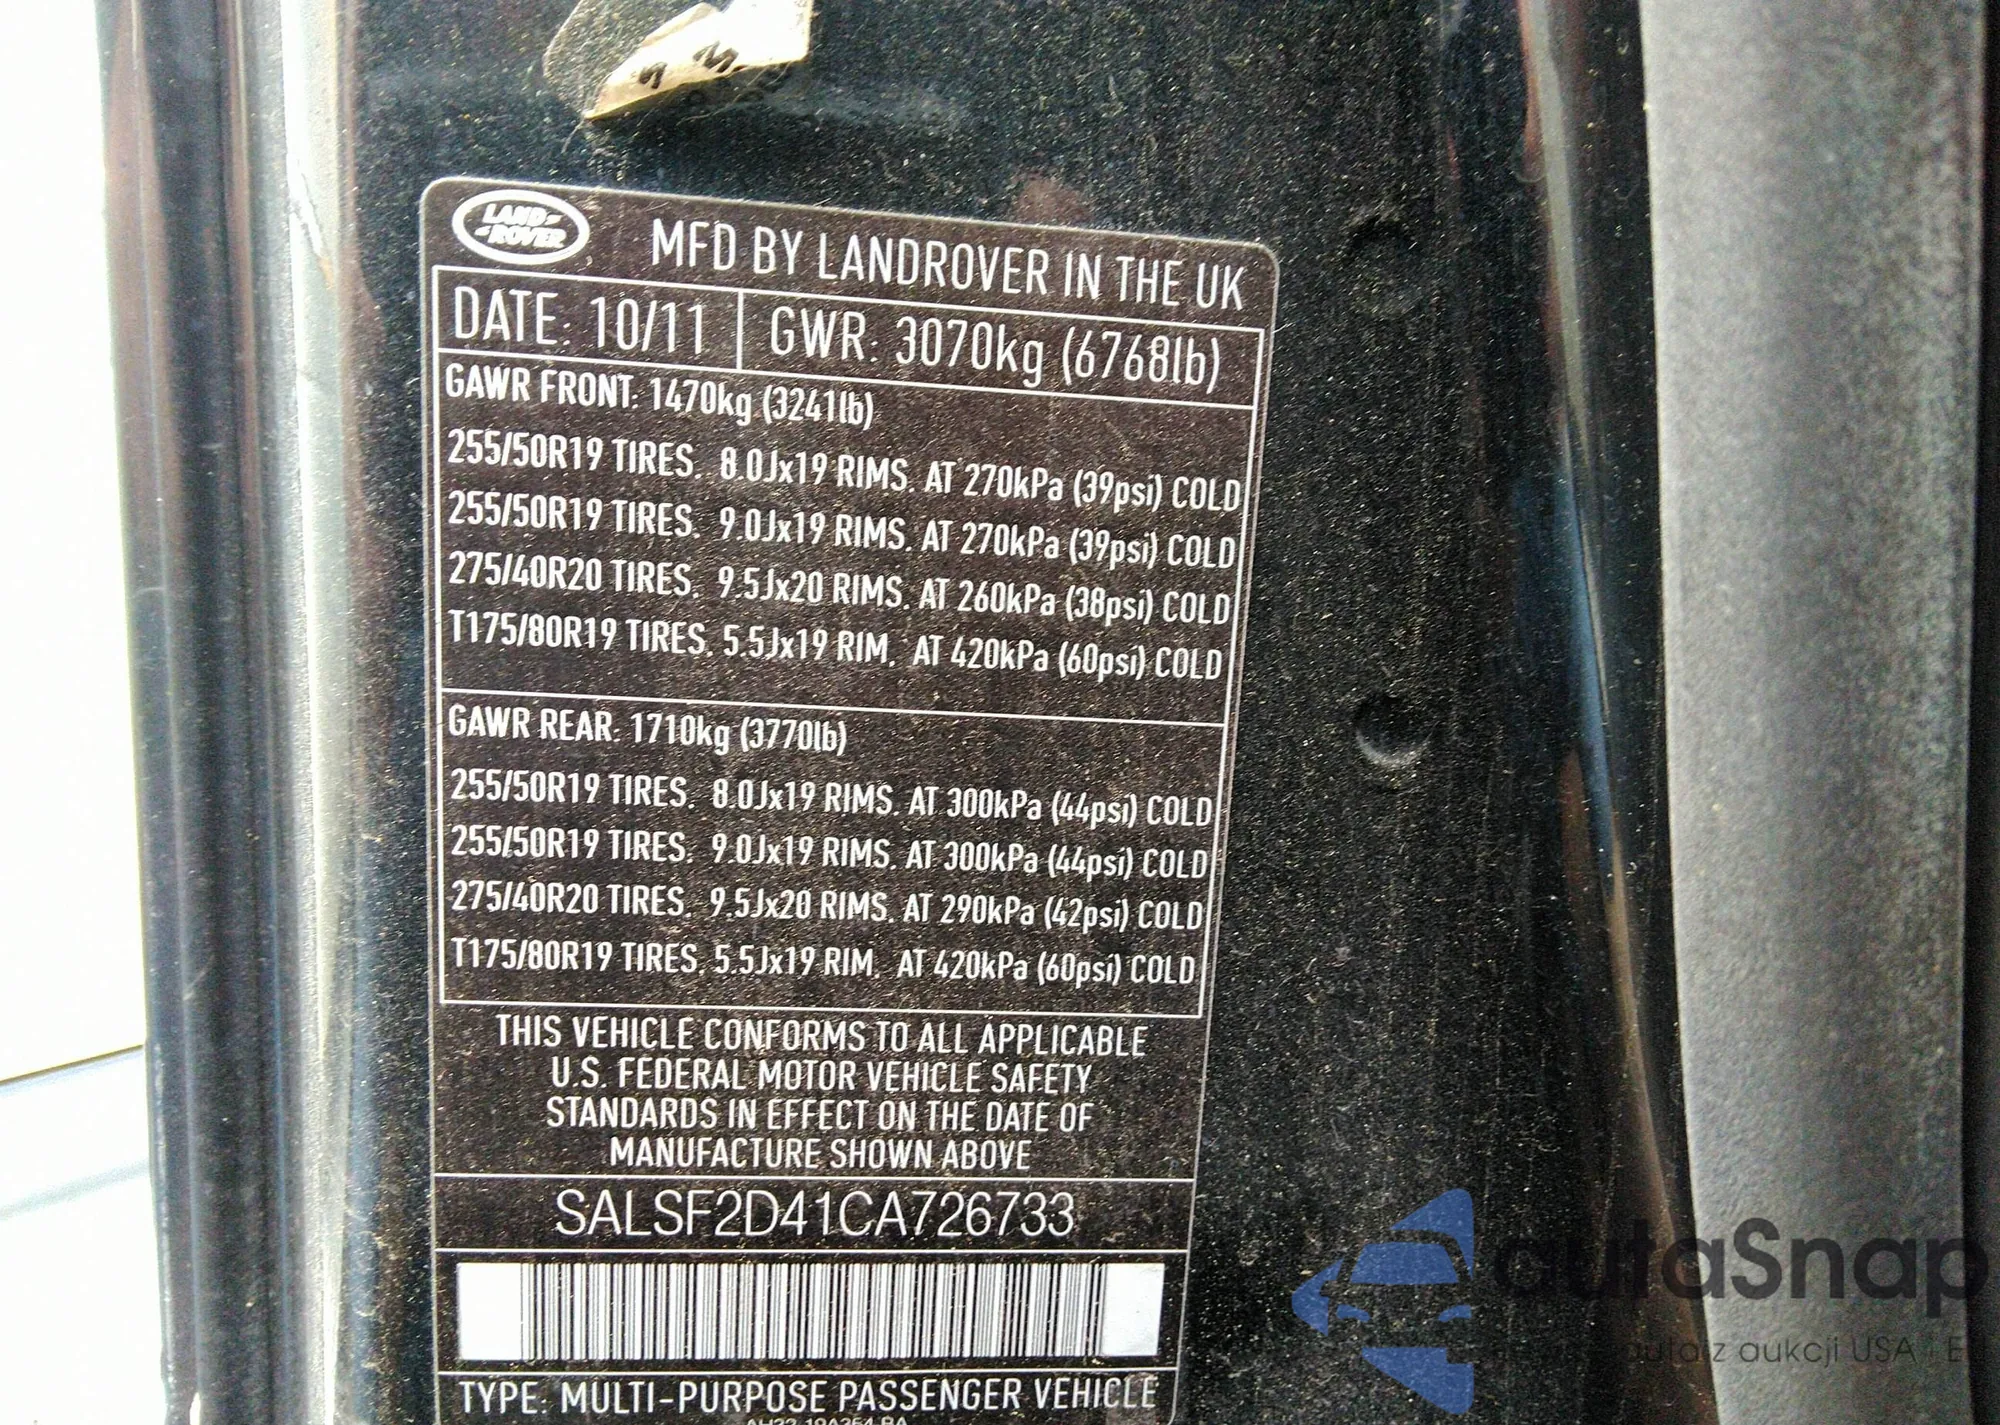 LAND-
-ROVER
MFD BY LANDROVER IN THE UK
DATE: 10/11 GWR: 3070kg (6768lb)
GAWR FRONT: 1470kg (3241lb)
255/50R19 TIRES. 8.0Jx19 RIMS. AT 270kPa (39psi) COLD
255/50R19 TIRES. 9.0Jx19 RIMS. AT 270kPa (39psi) COLD
275/40R20 TIRES. 9.5Jx20 RIMS. AT 260kPa (38psi) COLD
T175/80R19 TIRES. 5.5Jx19 RIM. AT 420kPa (60psi) COLD
GAWR REAR: 1710kg (3770lb)
255/50R19 TIRES. 8.0Jx19 RIMS. AT 300kPa (44psi) COLD
255/50R19 TIRES. 9.0Jx19 RIMS. AT 300kPa (44psi) COLD
275/40R20 TIRES. 9.5Jx20 RIMS. AT 290kPa (42psi) COLD
T175/80R19 TIRES. 5.5Jx19 RIM. AT 420kPa (60psi) COLD
THIS VEHICLE CONFORMS TO ALL APPLICABLE
U.S. FEDERAL MOTOR VEHICLE SAFETY
STANDARDS IN EFFECT ON THE DATE OF
MANUFACTURE SHOWN ABOVE
SALSF2D41CA726733
TYPE: MULTI-PURPOSE PASSENGER VEHICLE
autaSnap
auta z aukcji USA